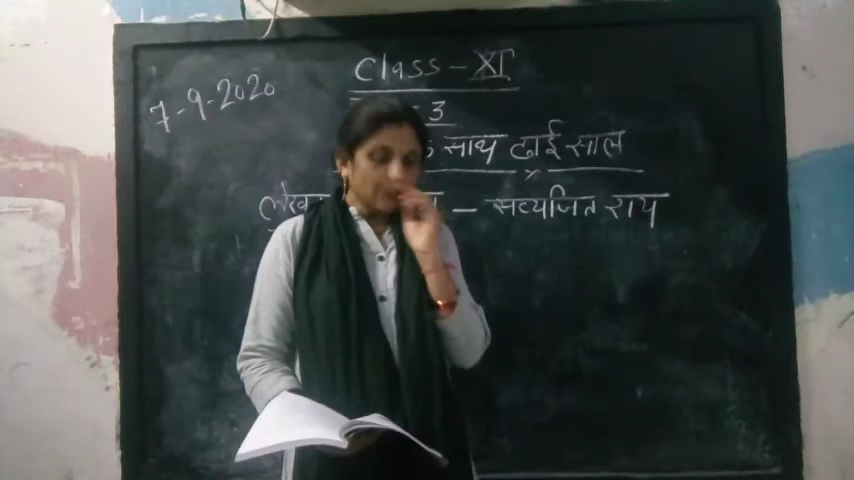 7-9-2020
Class - XI
3
साथ ढाई साल
लेख — सत्यजित राय